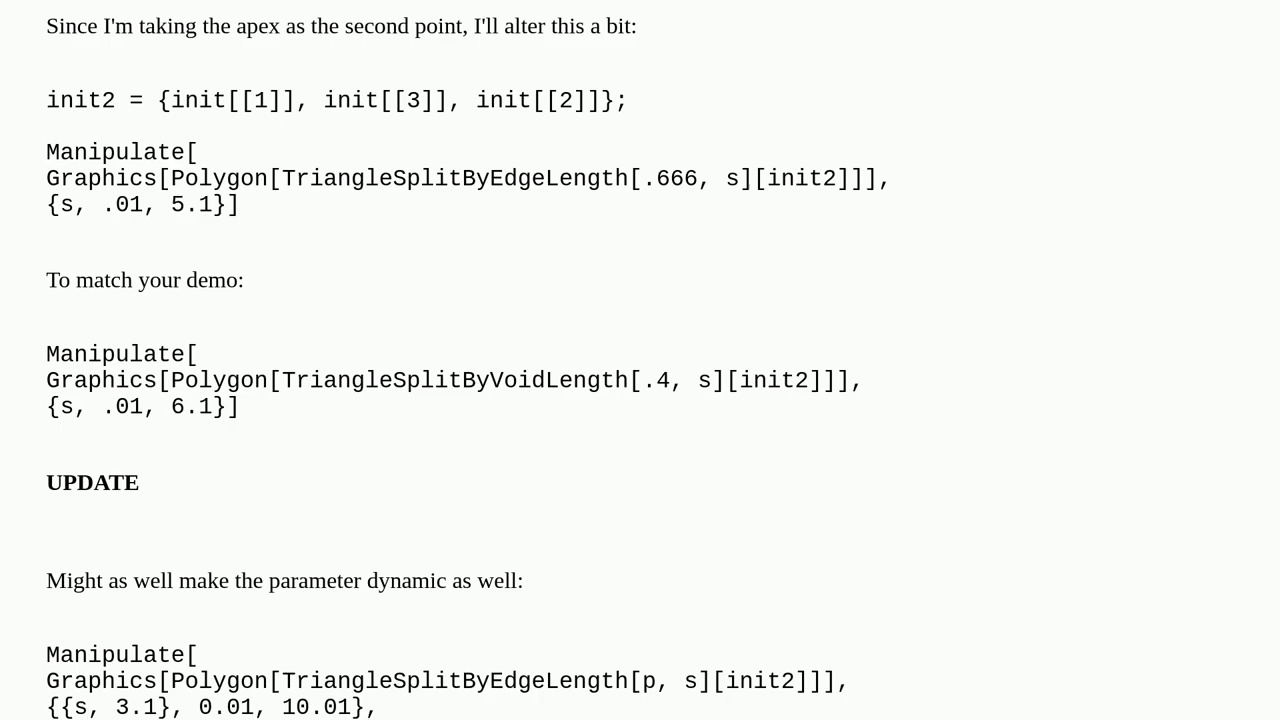 Since I'm taking the apex as the second point, I'll alter this a bit:
init2 = {init[[1]], init[[3]], init[[2]]};
Manipulate[
Graphics[Polygon[TriangleSplitByEdgeLength[.666, s][init2]]],
{s, .01, 5.1}]
To match your demo:
Manipulate[
Graphics[Polygon[TriangleSplitByVoidLength[.4, s][init2]]],
{s, .01, 6.1}]
UPDATE
Might as well make the parameter dynamic as well:
Manipulate[
Graphics[Polygon[TriangleSplitByEdgeLength[p, s][init2]]],
{{s, 3.1}, 0.01, 10.01},